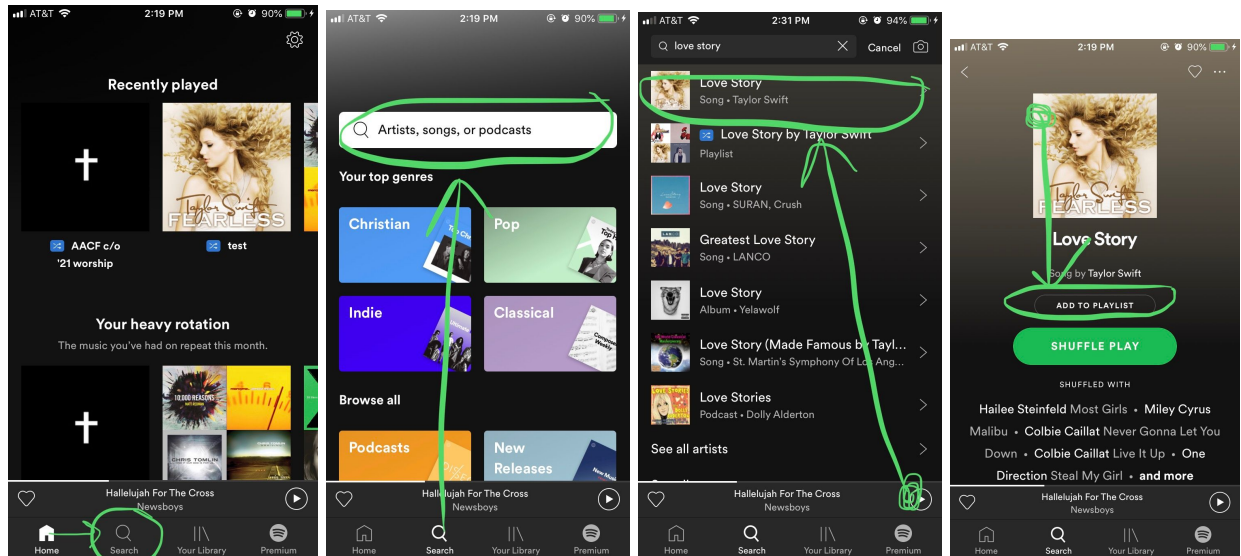 AT&T 2:19 PM 90%
Recently played
Taylor Swift
FEARLESS
AACF c/o
'21 worship
test
Your heavy rotation
The music you've had on repeat this month.
10,000 REASONS
CHRIS TOMLIN
Hallelujah For The Cross
Newsboys
Home Search Your Library Premium
AT&T 2:19 PM 90%
Artists, songs, or podcasts
Your top genres
Christian
Pop
Indie
Classical
Browse all
Podcasts
New
Releases
Hallelujah For The Cross
Newsboys
Home Search Your Library Premium
AT&T 2:31 PM 94%
love story Cancel
Love Story
Song • Taylor Swift
Love Story by Taylor Swift
Playlist
Love Story
Song • SURAN, Crush
Greatest Love Story
Song • LANCO
Love Story
Album • Yelawolf
Love Story (Made Famous by Tayl...
Song • St. Martin's Symphony Of Los Ang...
Love Stories
Podcast • Dolly Alderton
See all artists
Hallelujah For The Cross
Newsboys
Home Search Your Library Premium
AT&T 2:19 PM 90%
Taylor Swift
FEARLESS
Love Story
Song by Taylor Swift
ADD TO PLAYLIST
SHUFFLE PLAY
SHUFFLED WITH
Hailee Steinfeld Most Girls • Miley Cyrus
Malibu • Colbie Caillat Never Gonna Let You
Down • Colbie Caillat Live It Up • One
Direction Steal My Girl • and more
Hallelujah For The Cross
Newsboys
Home Search Your Library Premium